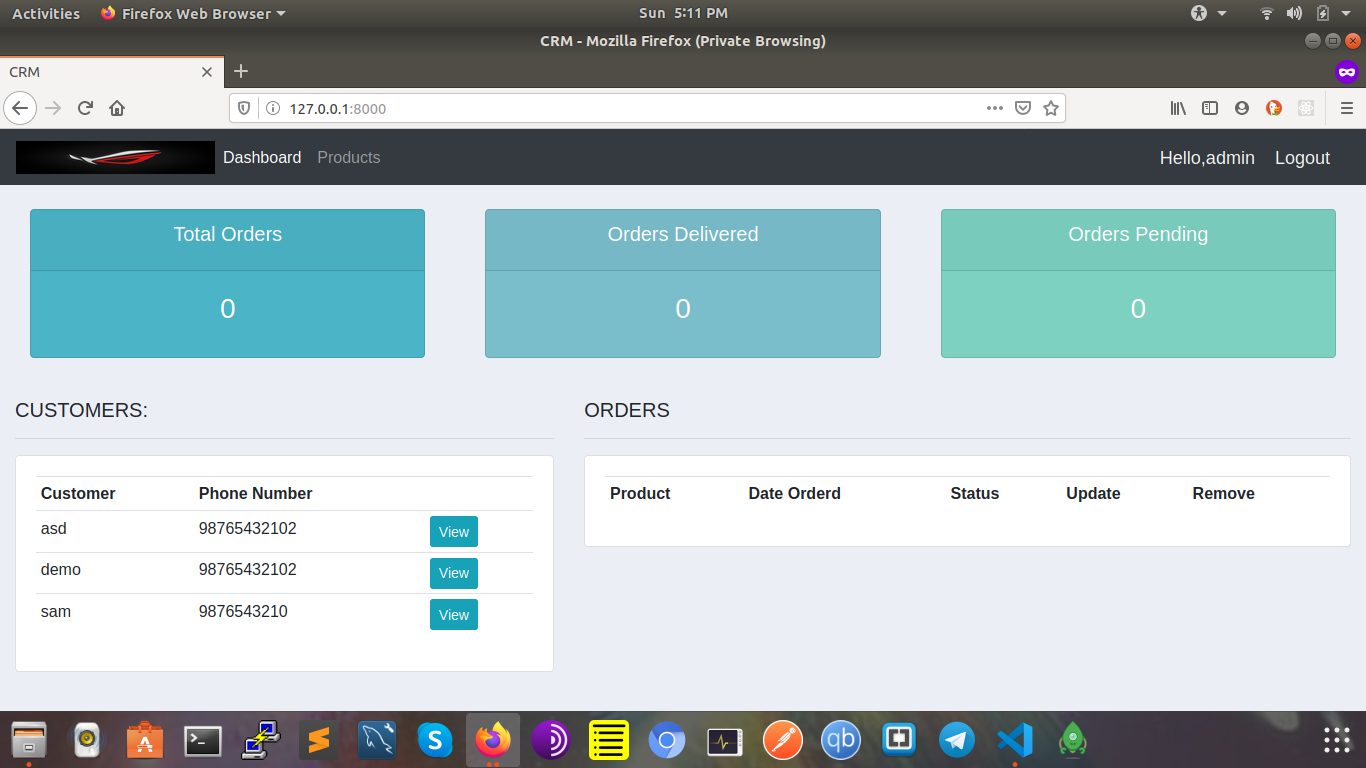 Activities Firefox Web Browser Sun 5:11 PM
CRM - Mozilla Firefox (Private Browsing)
CRM
127.0.0.1:8000
Dashboard Products Hello,admin Logout
Total Orders Orders Delivered Orders Pending
0 0 0
CUSTOMERS: ORDERS
Customer Phone Number Product Date Orderd Status Update Remove
asd 98765432102 View
demo 98765432102 View
sam 9876543210 View
S qb